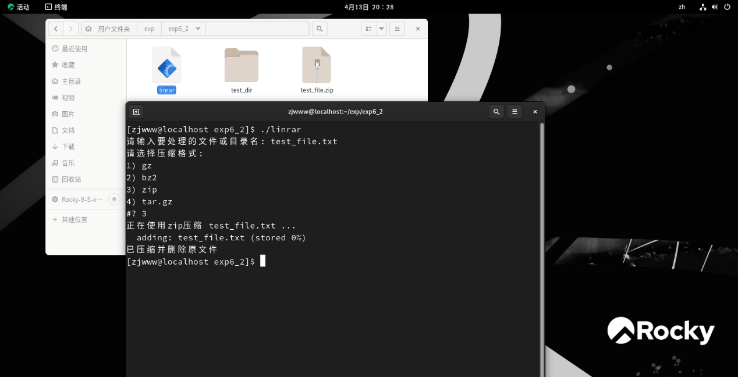 活动
终端
4月13日 20：28
zh
用户文件夹
exp
exp6_2
最近使用
收藏
主目录
视频
图片
文档
下载
音乐
回收站
Rocky-9-5-x…
其他位置
linrar
test_dir
test_file.zip
zjwww@localhost:~/exp/exp6_2
[zjwww@localhost exp6_2]$ ./linrar
请输入要处理的文件或目录名: test_file.txt
请选择压缩格式:
1) gz
2) bz2
3) zip
4) tar.gz
#? 3
正在使用zip压缩 test_file.txt ...
adding: test_file.txt (stored 0%)
已压缩并删除原文件
[zjwww@localhost exp6_2]$
Rocky